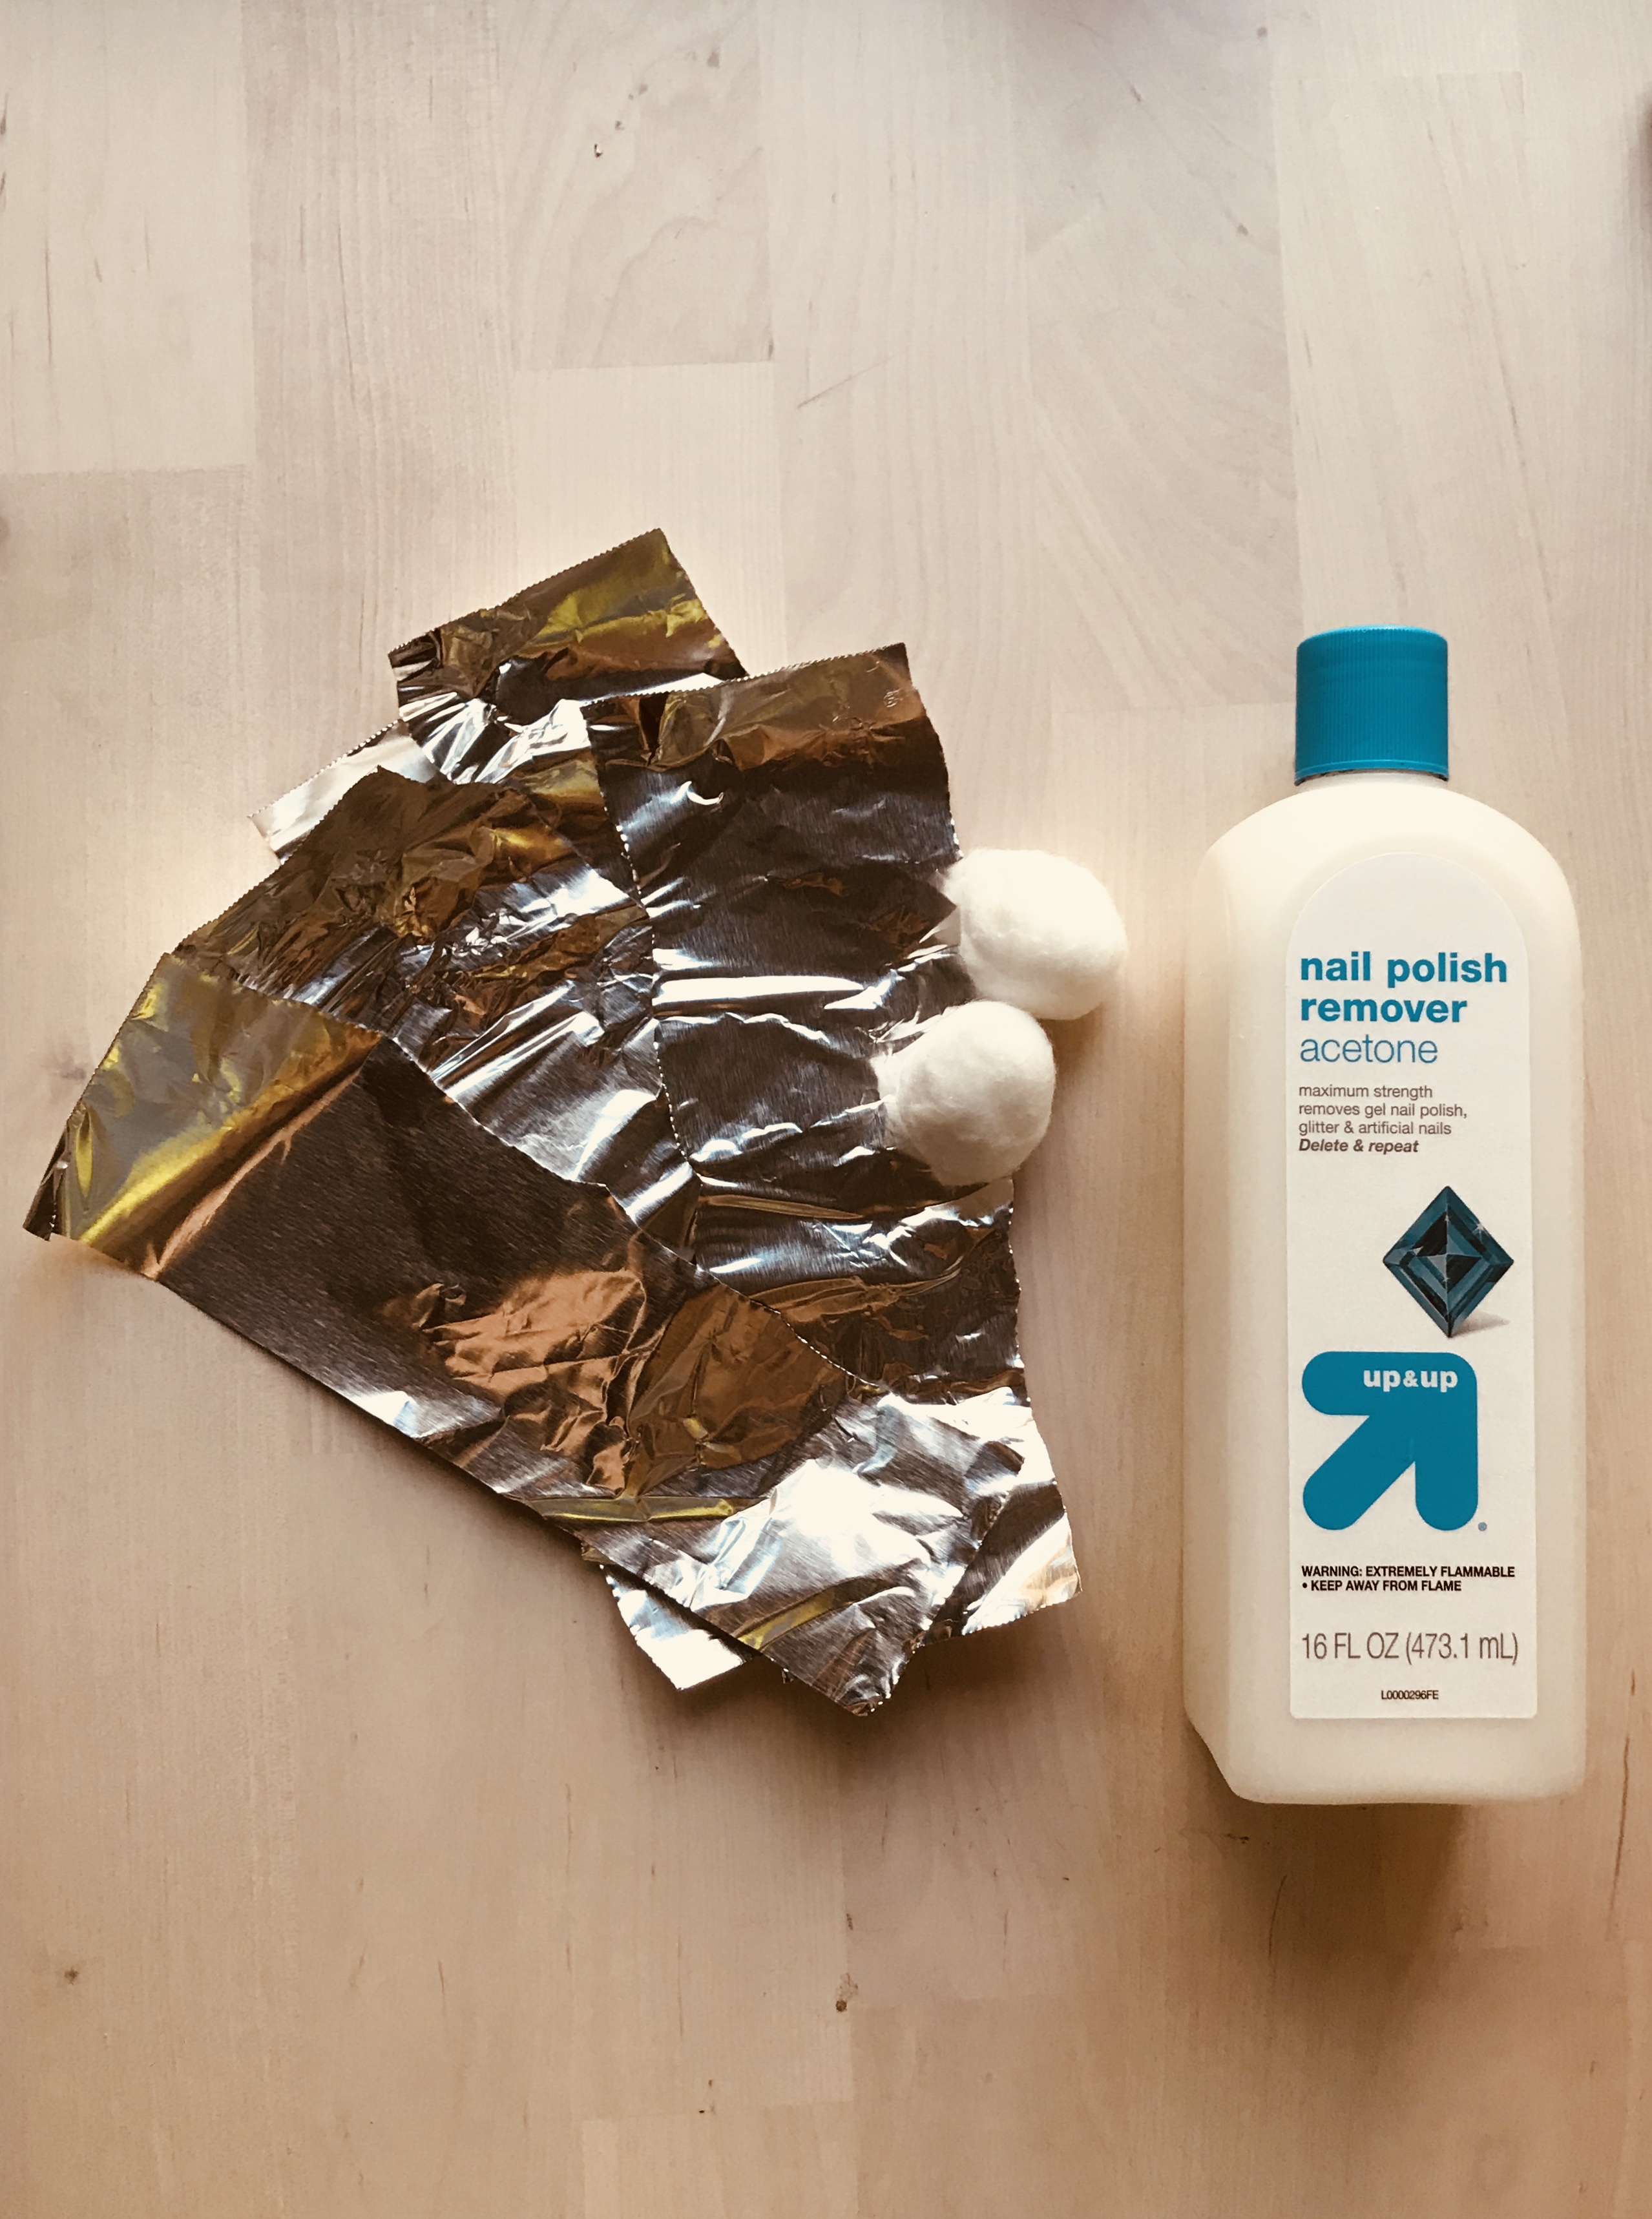 nail polish
remover
acetone
maximum strength
removes gel nail polish,
glitter & artificial nails
Delete & repeat
up&up
WARNING: EXTREMELY FLAMMABLE
• KEEP AWAY FROM FLAME
16 FL OZ (473.1 mL)
L0000296FE